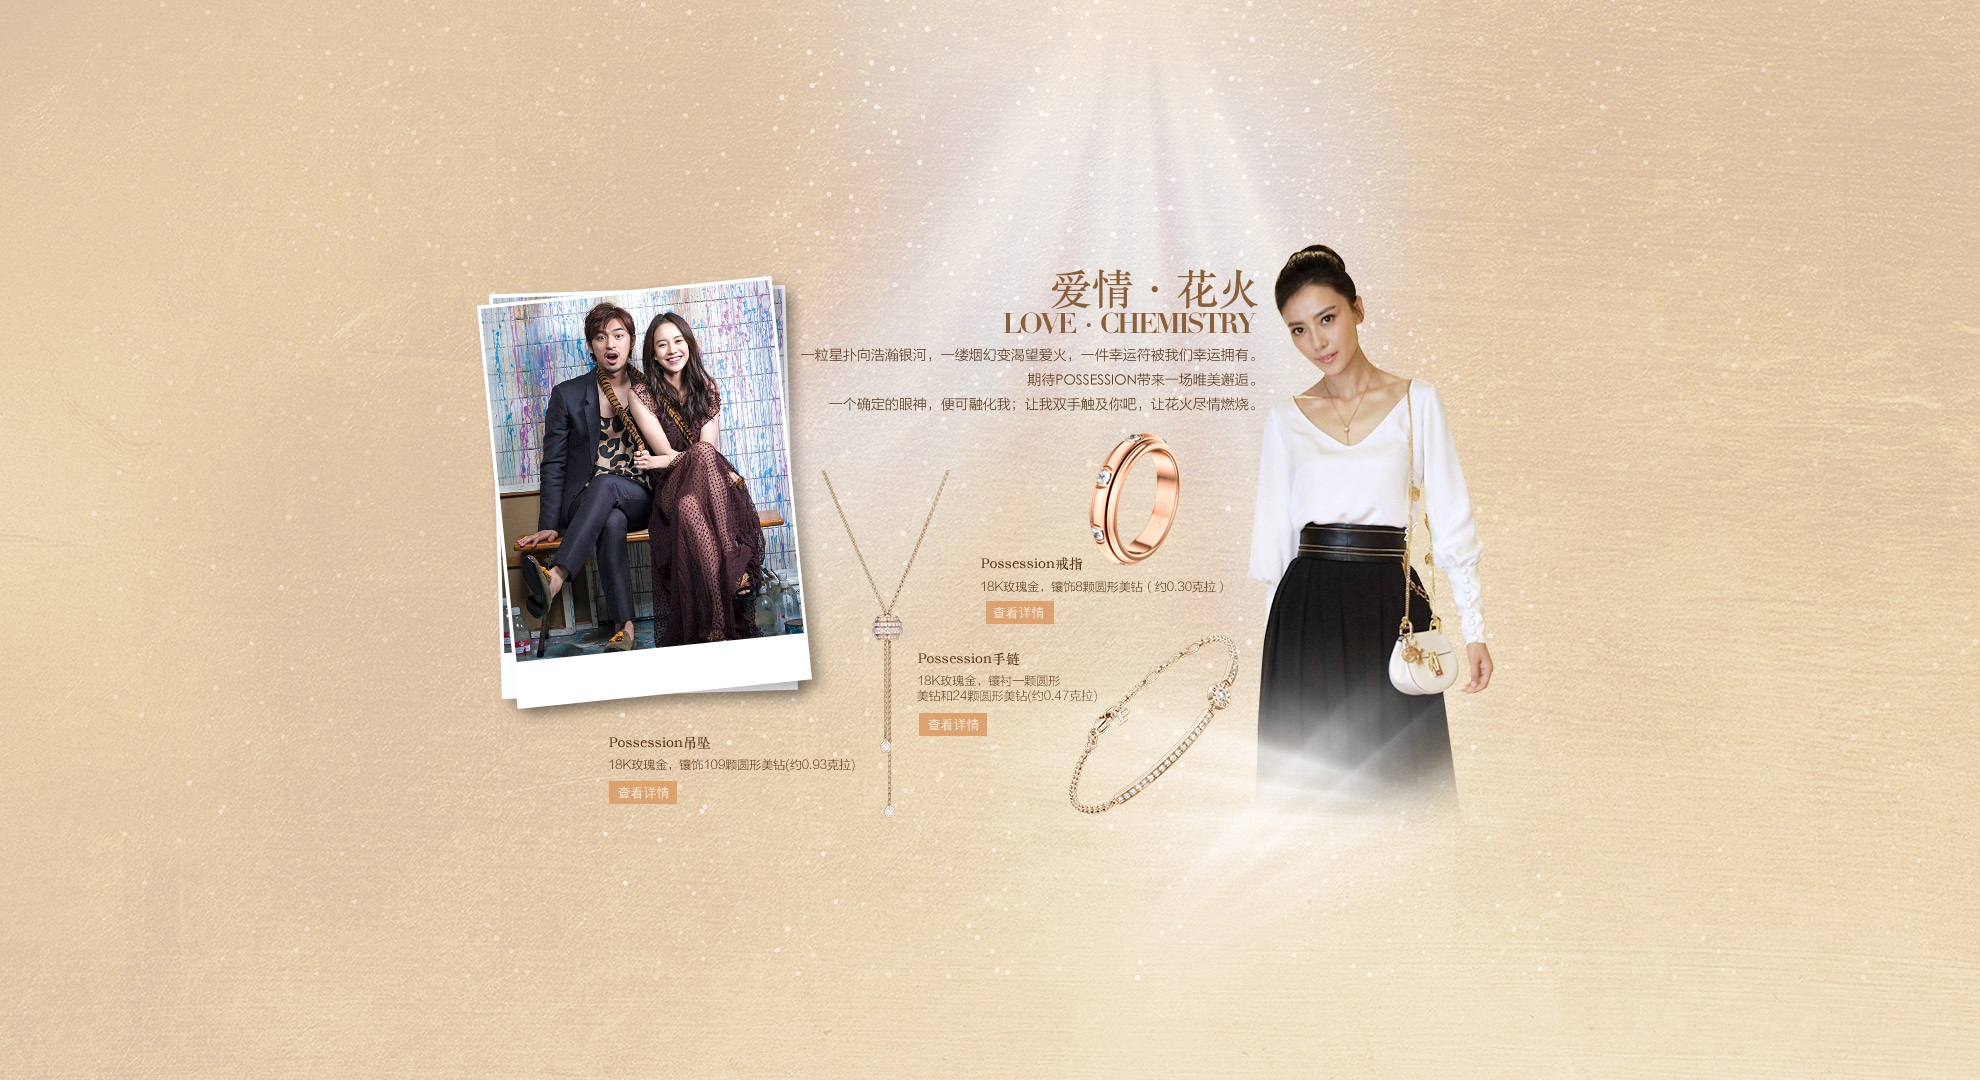 爱情·花火
LOVE·CHEMISTRY
一粒星扑向浩瀚银河，一缕烟幻变渴望爱火，一件幸运符被我们幸运拥有。
期待POSSESSION带来一场唯美邂逅。
一个确定的眼神，便可融化我；让我双手触及你吧，让花火尽情燃烧。
Possession戒指
18K玫瑰金，镶饰8颗圆形美钻（约0.30克拉）
查看详情
Possession手链
18K玫瑰金，镶衬一颗圆形
美钻和24颗圆形美钻(约0.47克拉)
查看详情
Possession吊坠
18K玫瑰金，镶饰109颗圆形美钻(约0.93克拉)
查看详情